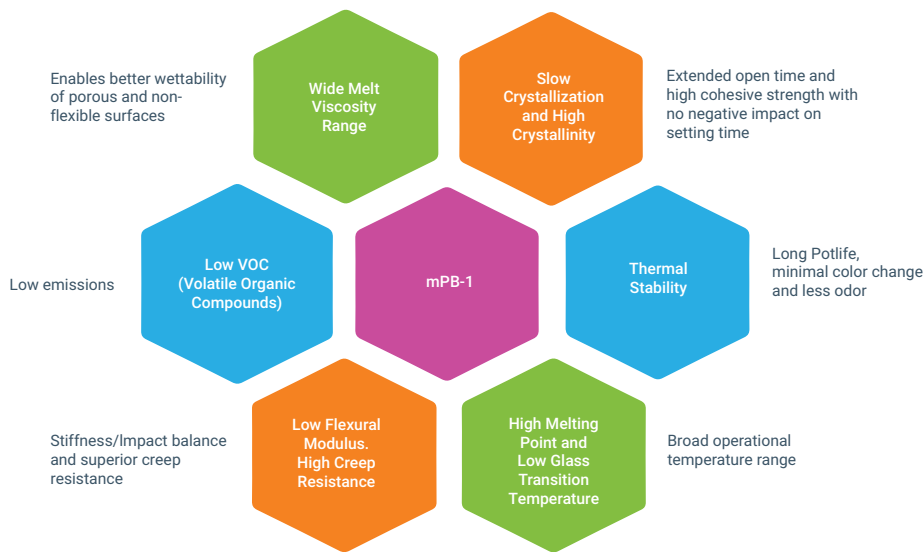 Enables better wettability
of porous and non-
flexible surfaces
Wide Melt
Viscosity
Range
Slow
Crystallization
and High
Crystallinity
Extended open time and
high cohesive strength with
no negative impact on
setting time
Low emissions
Low VOC
(Volatile Organic
Compounds)
mPB-1
Thermal
Stability
Long Potlife,
minimal color change
and less odor
Stiffness/Impact balance
and superior creep
resistance
Low Flexural
Modulus.
High Creep
Resistance
High Melting
Point and
Low Glass
Transition
Temperature
Broad operational
temperature range